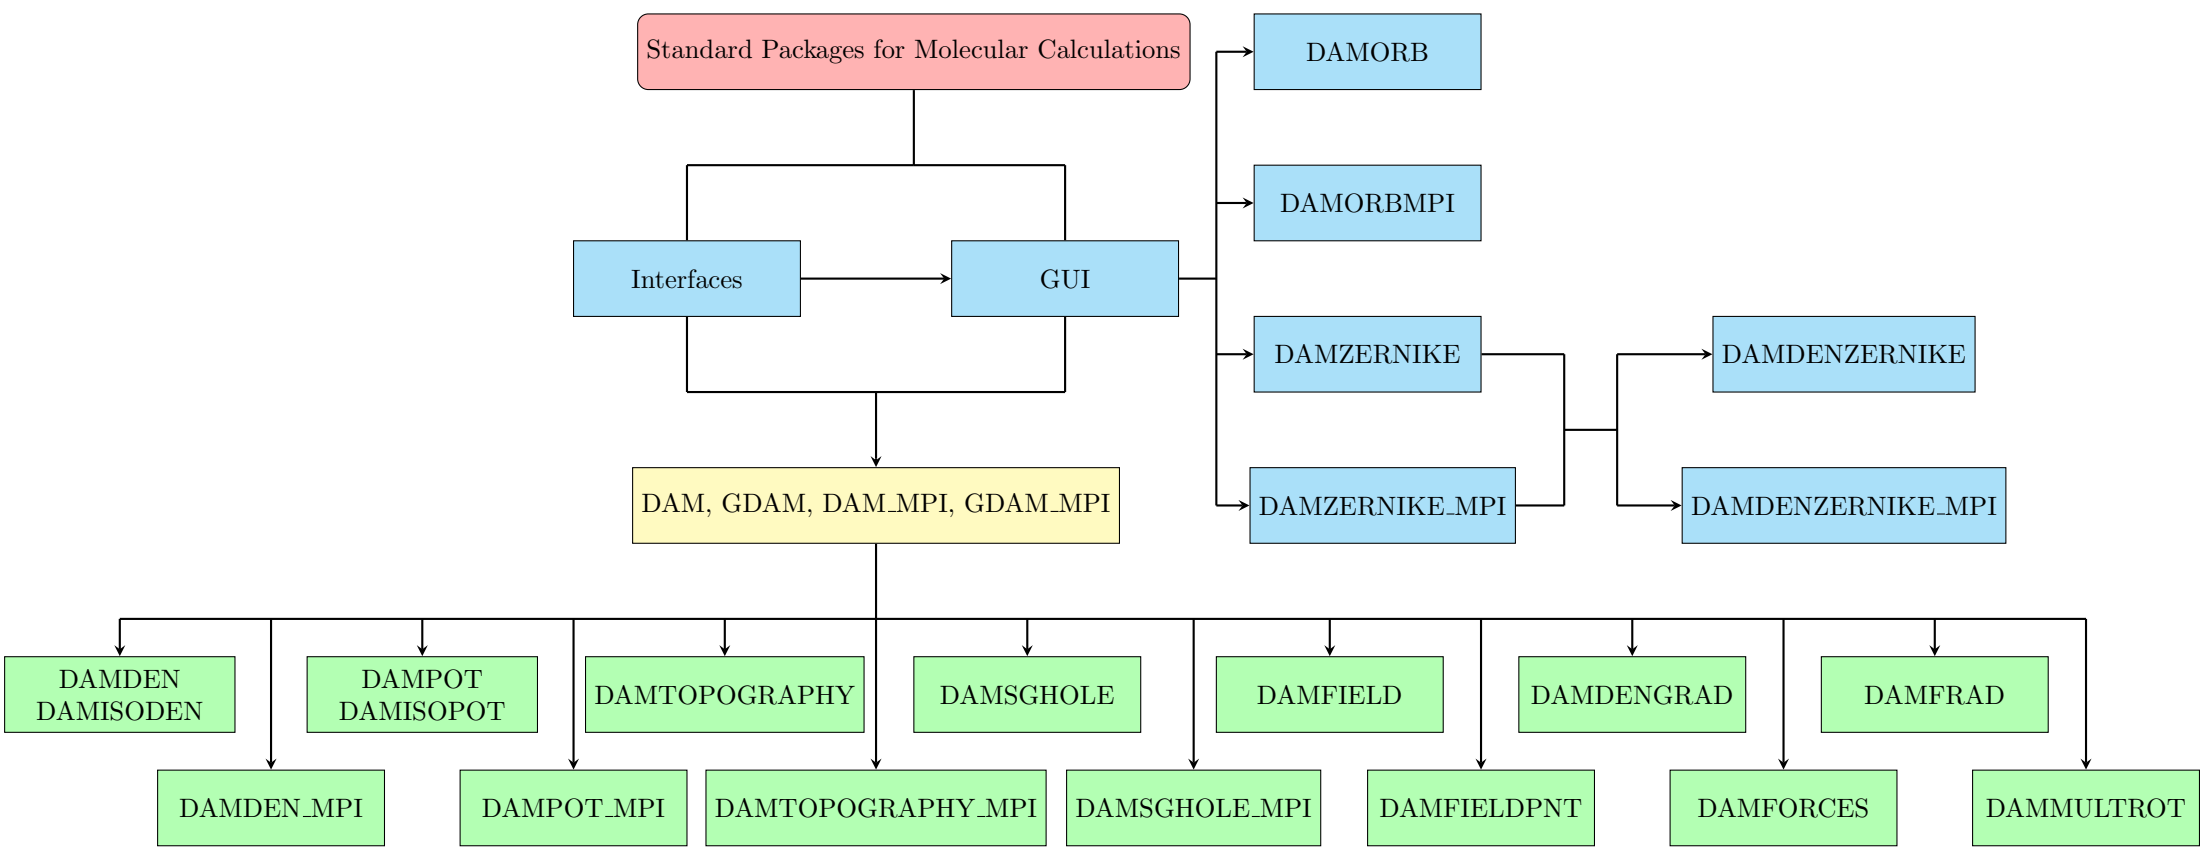 Standard Packages for Molecular Calculations
DAMORB
DAMORBMPI
Interfaces
GUI
DAMZERNIKE
DAMDENZERNIKE
DAM, GDAM, DAM_MPI, GDAM_MPI
DAMZERNIKE_MPI
DAMDENZERNIKE_MPI
DAMDEN
DAMISODEN
DAMPOT
DAMISOPOT
DAMTOPOGRAPHY
DAMSGHOLE
DAMFIELD
DAMDENGRAD
DAMFRAD
DAMDEN_MPI
DAMPOT_MPI
DAMTOPOGRAPHY_MPI
DAMSGHOLE_MPI
DAMFIELDPNT
DAMFORCES
DAMMULTROT